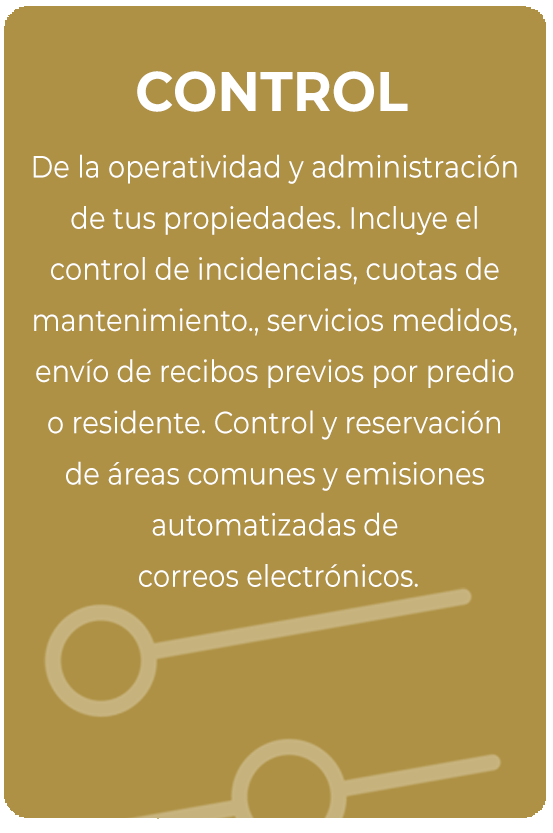 CONTROL
De la operatividad y administración
de tus propiedades. Incluye el
control de incidencias, cuotas de
mantenimiento., servicios medidos,
envío de recibos previos por predio
o residente. Control y reservación
de áreas comunes y emisiones
automatizadas de
correos electrónicos.